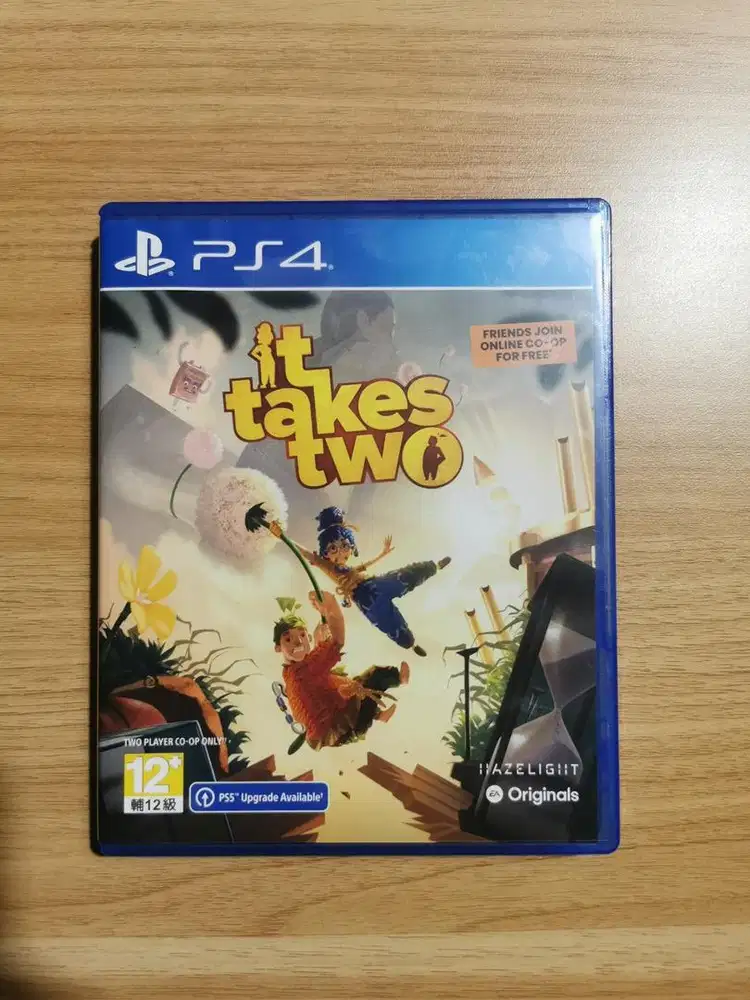 PS4
it
takes
two
FRIENDS JOIN
ONLINE CO-OP
FOR FREE*
TWO PLAYER CO-OP ONLY
12+
輔12級
PS5™ Upgrade Available
HAZELIGHT
EA Originals